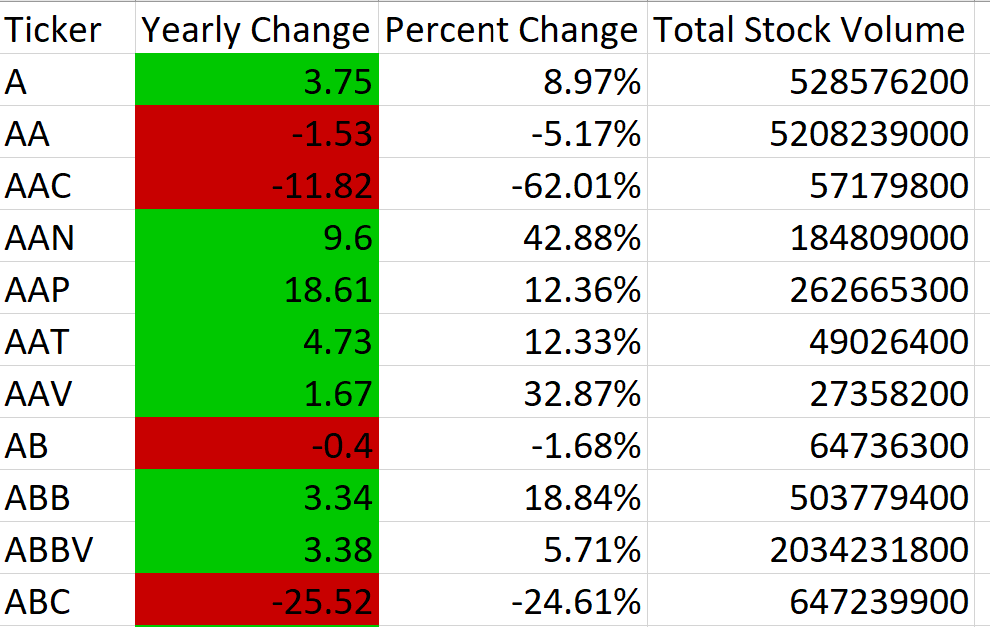 Ticker Yearly Change Percent Change Total Stock Volume
A 3.75 8.97% 528576200
AA -1.53 -5.17% 5208239000
AAC -11.82 -62.01% 57179800
AAN 9.6 42.88% 184809000
AAP 18.61 12.36% 262665300
AAT 4.73 12.33% 49026400
AAV 1.67 32.87% 27358200
AB -0.4 -1.68% 64736300
ABB 3.34 18.84% 503779400
ABBV 3.38 5.71% 2034231800
ABC -25.52 -24.61% 647239900